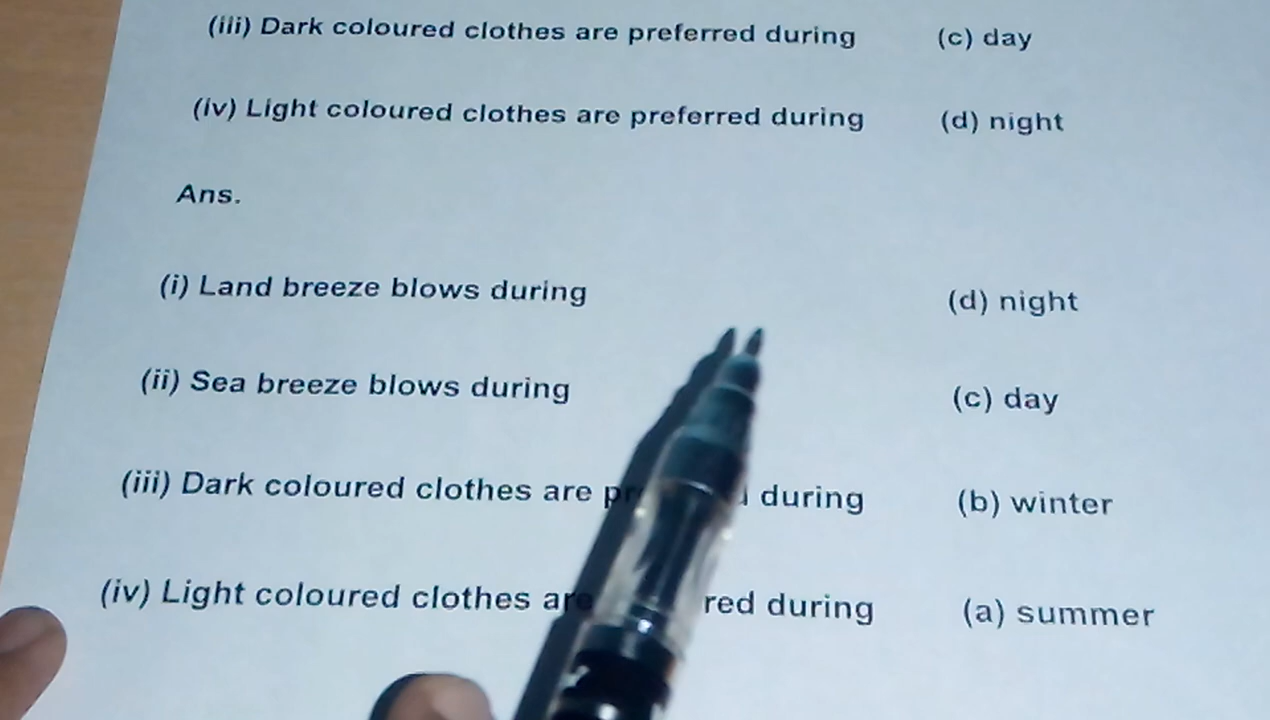 (iii) Dark coloured clothes are preferred during (c) day
(iv) Light coloured clothes are preferred during (d) night
Ans.
(i) Land breeze blows during (d) night
(ii) Sea breeze blows during (c) day
(iii) Dark coloured clothes are during (b) winter
(iv) Light coloured clothes are during (a) summer